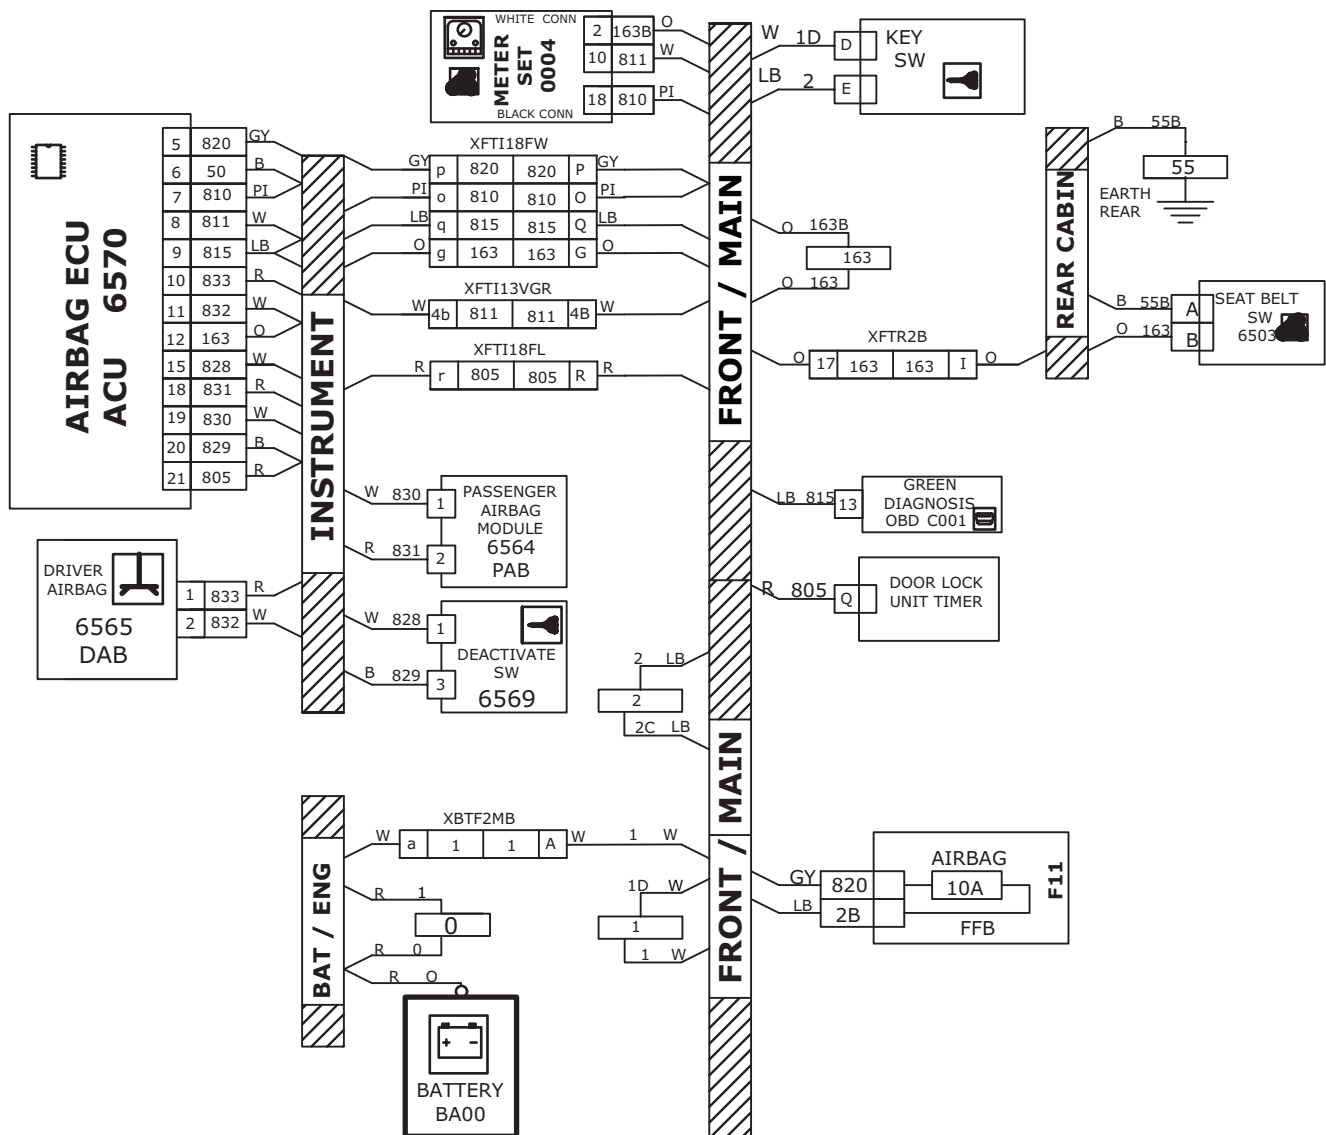 WHITE CONN
METER
SET
0004
BLACK CONN
2 163B O
10 811 W
18 810 PI
W 1D D
LB 2 E
KEY
SW
AIRBAG ECU
ACU 6570
5 820 GY
6 50 B
7 810 PI
8 811 W
9 815 LB
10 833 R
11 832 W
12 163 O
15 828 W
18 831 R
19 830 W
20 829 B
21 805 R
INSTRUMENT
XFTI18FW
GY p 820 820 P GY
PI o 810 810 O PI
LB q 815 815 Q LB
O g 163 163 G O
XFTI13VGR
W 4b 811 811 4B W
XFTI18FL
R r 805 805 R R
FRONT / MAIN
O 163B
163
O 163
XFTR2B
O 17 163 163 I O
REAR CABIN
B 55B
55
EARTH
REAR
B 55B A
O 163 B
SEAT BELT
SW
6503
W 830 1
R 831 2
PASSENGER
AIRBAG
MODULE
6564
PAB
LB 815 13
GREEN
DIAGNOSIS
OBD C001
DRIVER
AIRBAG
6565
DAB
1 833 R
2 832 W
W 828 1
B 829 3
DEACTIVATE
SW
6569
R 805 Q
DOOR LOCK
UNIT TIMER
2 LB
2
2C LB
FRONT / MAIN
BAT / ENG
XBTF2MB
W a 1 1 A W 1 W
R 1
0
R 0
R O
1D W
1
1 W
GY 820
LB 2B
AIRBAG
10A
FFB
F11
+ -
BATTERY
BA00